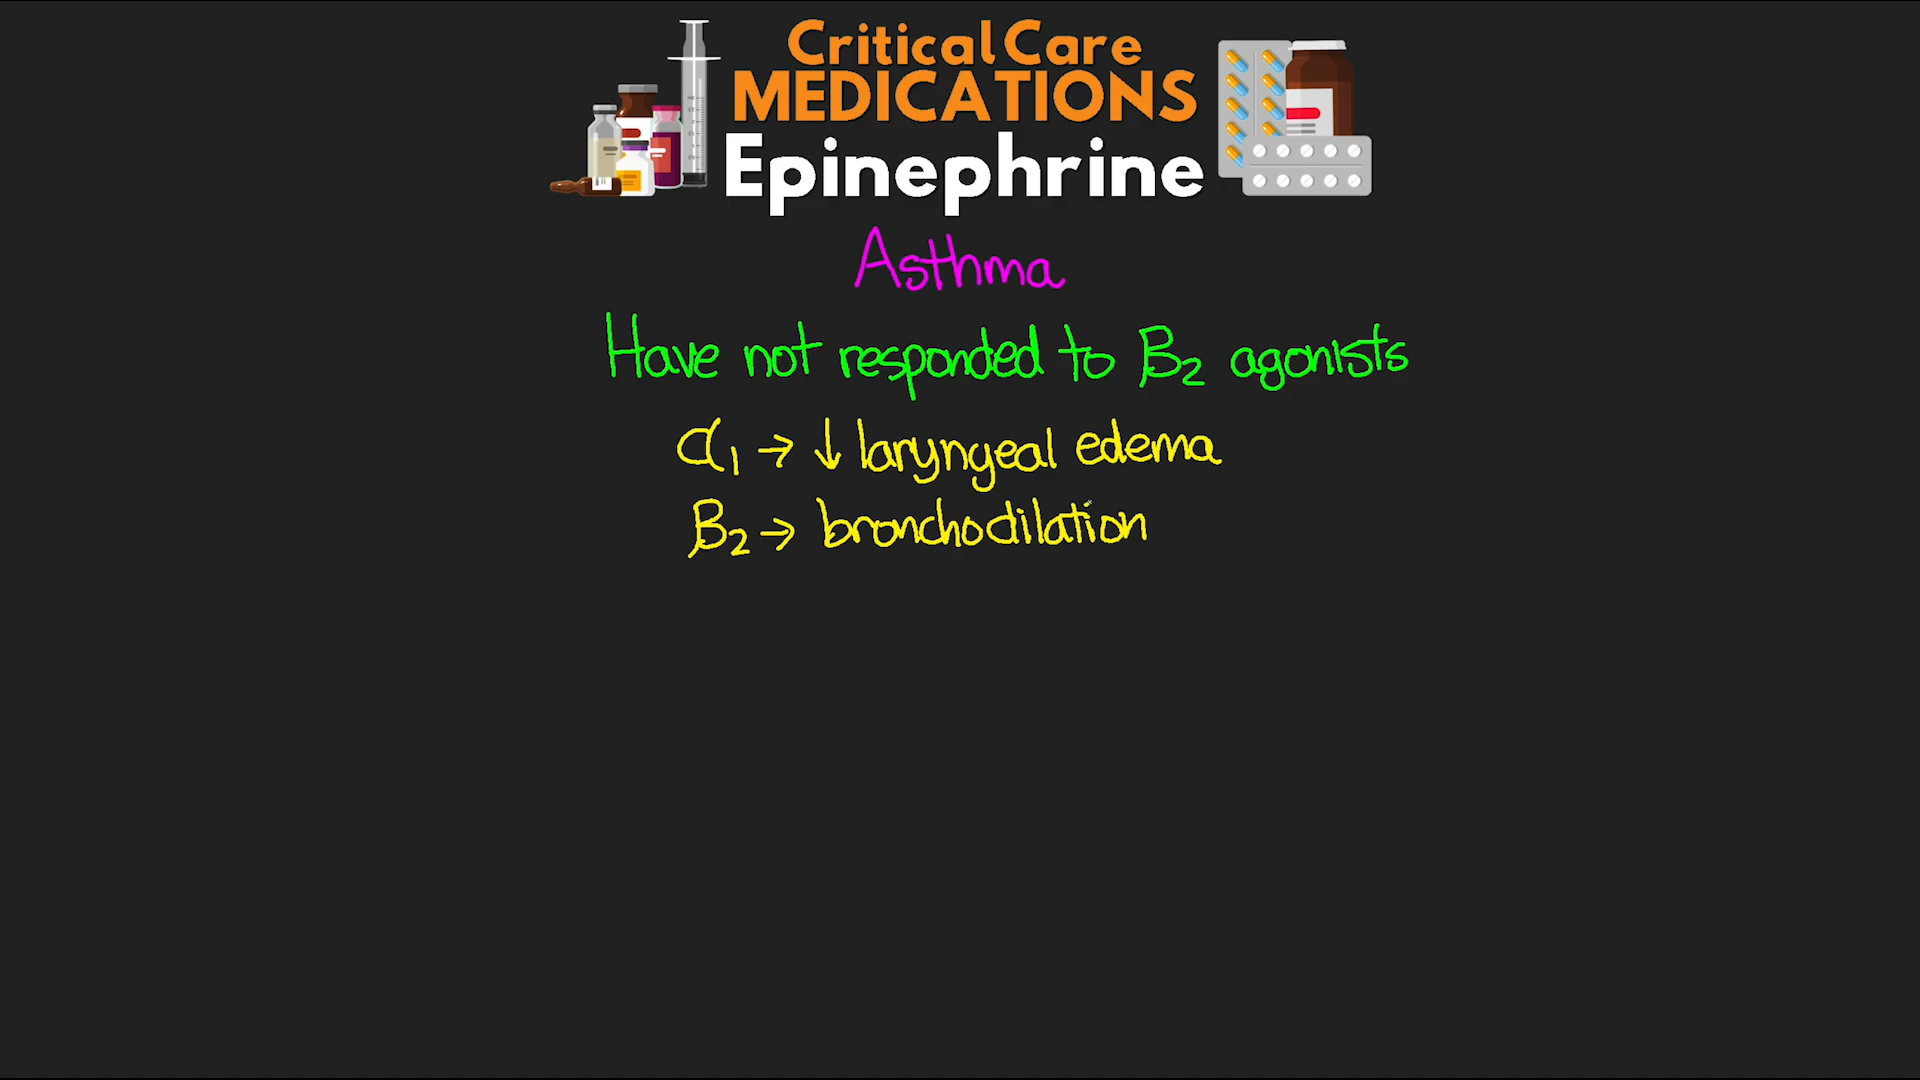 Critical Care
MEDICATIONS
Epinephrine
Asthma
Have not responded to B₂ agonists
α₁ → ↓ laryngeal edema
B₂ → bronchodilation